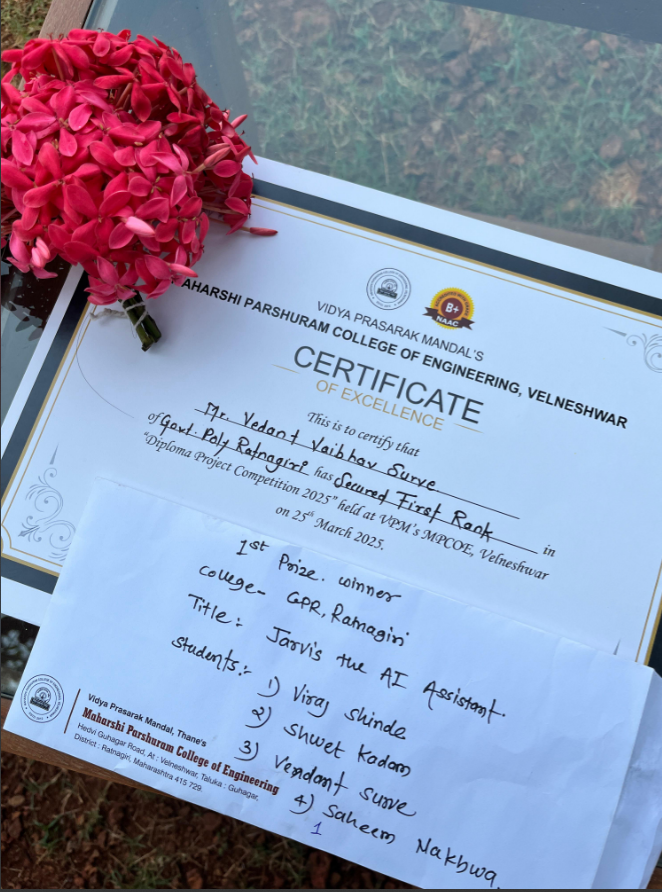 B+
NAAC
VIDYA PRASARAK MANDAL'S
AHARSHI PARSHURAM COLLEGE OF ENGINEERING, VELNESHWAR
CERTIFICATE
OF EXCELLENCE
This is to certify that
Mr. Vedant Vaibhav Surve
of Govt. Poly Ratnagiri has Secured First Rank in
"Diploma Project Competition 2025" held at VPM's MPCOE, Velneshwar
on 25th March 2025.
1st Prize winner
College- GPR, Ratnagiri
Title: Jarvis the AI Assistant.
Students:- 1) Viraj Shinde
2) Shwet Kadam
3) Vendant Surve
4) Saheem Nakhwa.
1
Vidya Prasarak Mandal, Thane's
Maharshi Parshuram College of Engineering
Hedvi Guhagar Road, At : Velneshwar, Taluka : Guhagar,
District : Ratnagiri, Maharashtra 415 729.